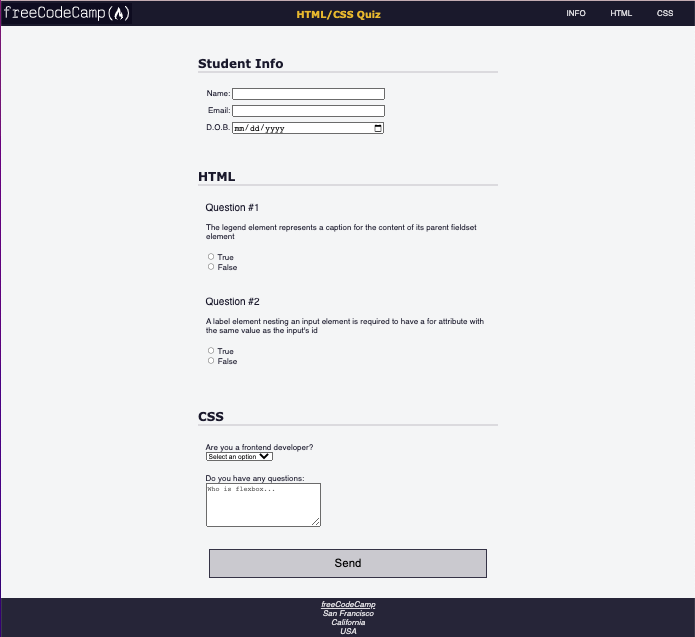 freeCodeCamp
HTML/CSS Quiz
INFO HTML CSS
Student Info
Name:
Email:
D.O.B.
mm/dd/yyyy
HTML
Question #1
The legend element represents a caption for the content of its parent fieldset
element
True
False
Question #2
A label element nesting an input element is required to have a for attribute with
the same value as the input's id
True
False
CSS
Are you a frontend developer?
Select an option
Do you have any questions:
Who is flexbox...
Send
freeCodeCamp
San Francisco
California
USA